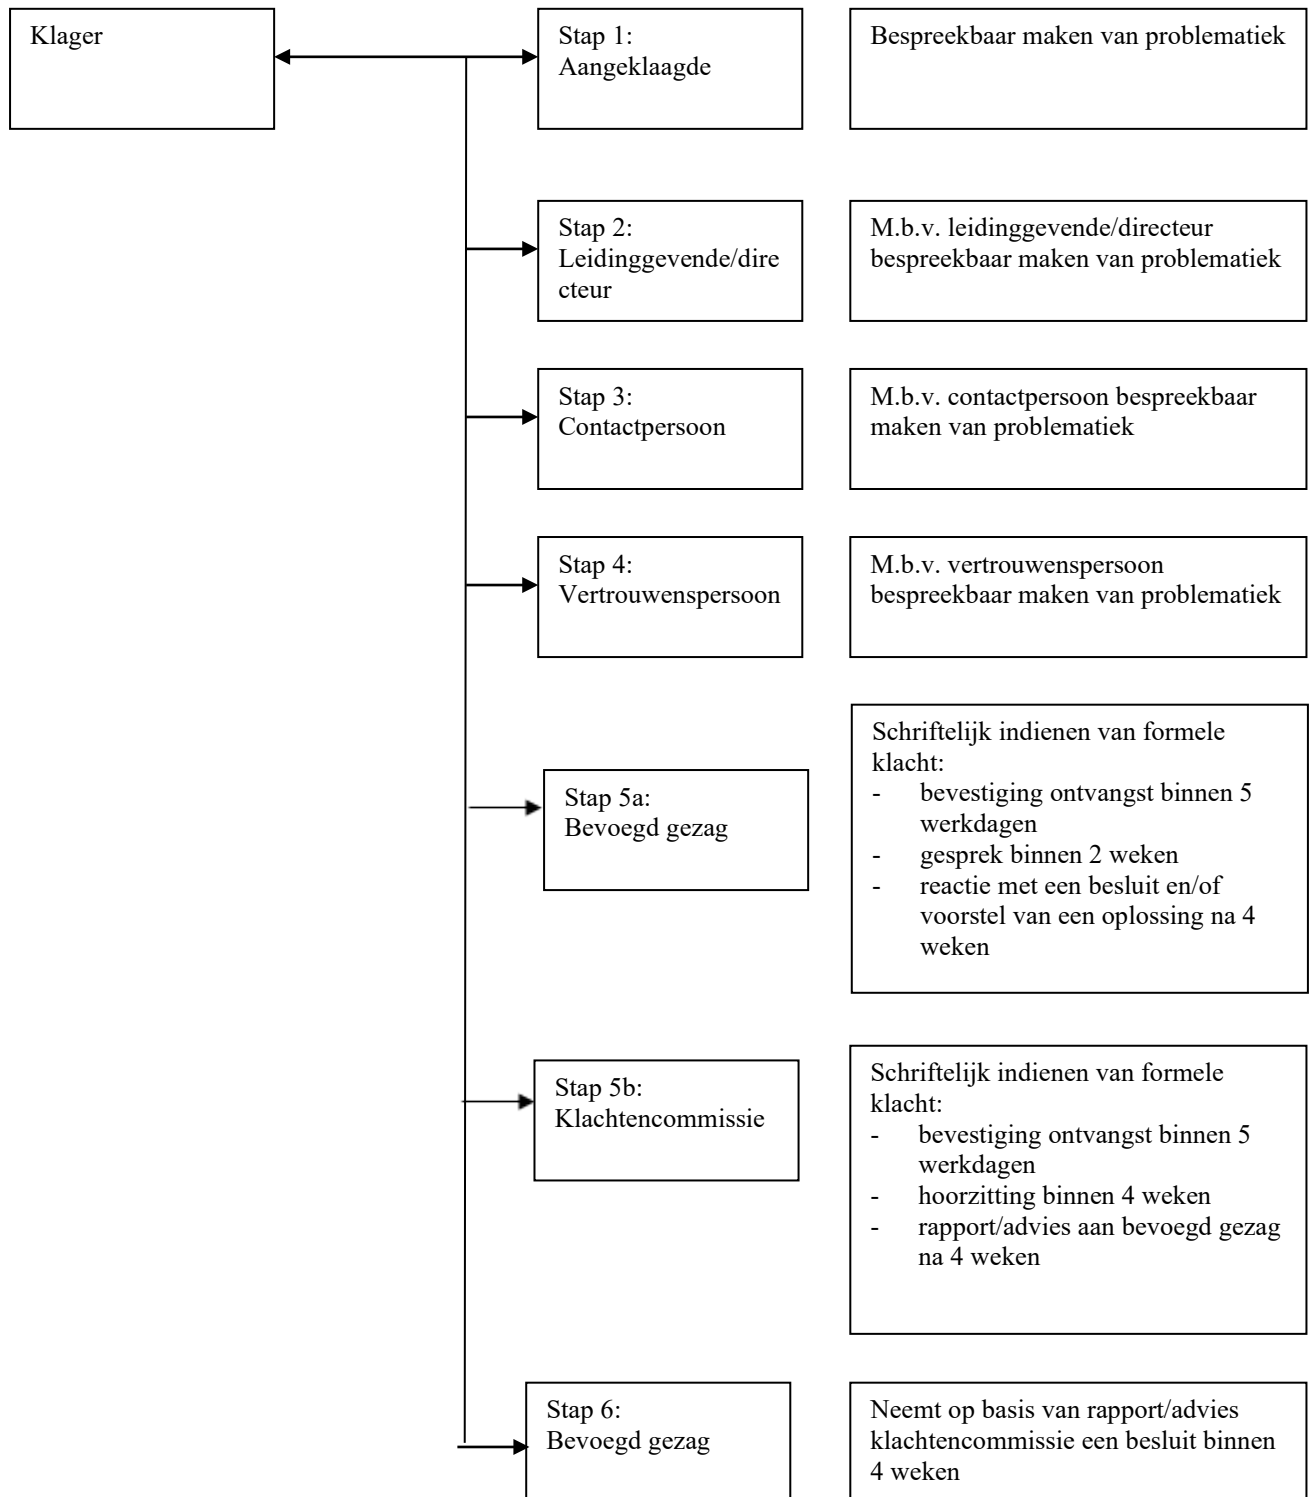 Klager
Stap 1:
Aangeklaagde
Bespreekbaar maken van problematiek
Stap 2:
Leidinggevende/dire
cteur
M.b.v. leidinggevende/directeur
bespreekbaar maken van problematiek
Stap 3:
Contactpersoon
M.b.v. contactpersoon bespreekbaar
maken van problematiek
Stap 4:
Vertrouwenspersoon
M.b.v. vertrouwenspersoon
bespreekbaar maken van problematiek
Stap 5a:
Bevoegd gezag
Schriftelijk indienen van formele
klacht:
- bevestiging ontvangst binnen 5
werkdagen
- gesprek binnen 2 weken
- reactie met een besluit en/of
voorstel van een oplossing na 4
weken
Stap 5b:
Klachtencommissie
Schriftelijk indienen van formele
klacht:
- bevestiging ontvangst binnen 5
werkdagen
- hoorzitting binnen 4 weken
- rapport/advies aan bevoegd gezag
na 4 weken
Stap 6:
Bevoegd gezag
Neemt op basis van rapport/advies
klachtencommissie een besluit binnen
4 weken